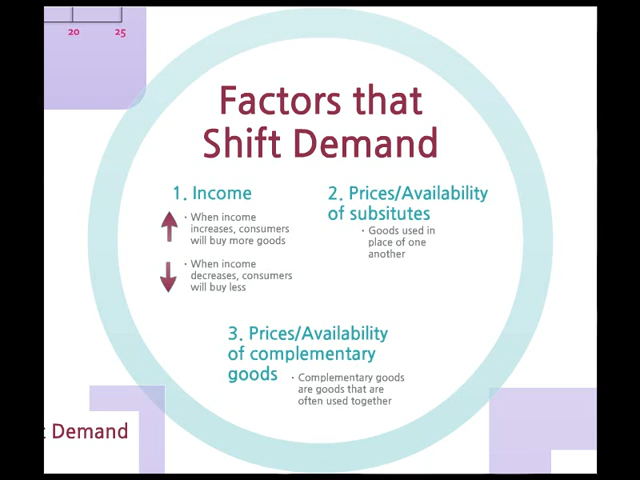 20 25
Factors that
Shift Demand
1. Income
· When income
increases, consumers
will buy more goods
· When income
decreases, consumers
will buy less
2. Prices/Availability
of subsitutes
· Goods used in
place of one
another
3. Prices/Availability
of complementary
goods
· Complementary goods
are goods that are
often used together
Demand